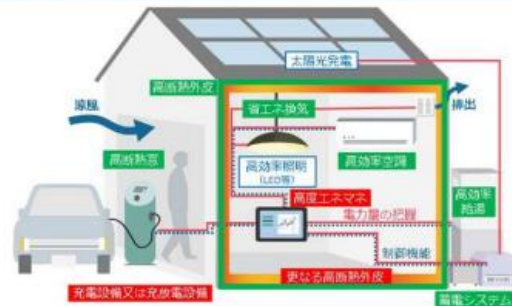 太陽光発電
高断熱外皮
涼風
省エネ換気
排出
高断熱窓
高効率照明
(LED等)
高効率空調
高効率
給湯
高度エネマネ
電力量の把握
制御機能
充電設備又は充放電設備
更なる高断熱外皮
蓄電システム